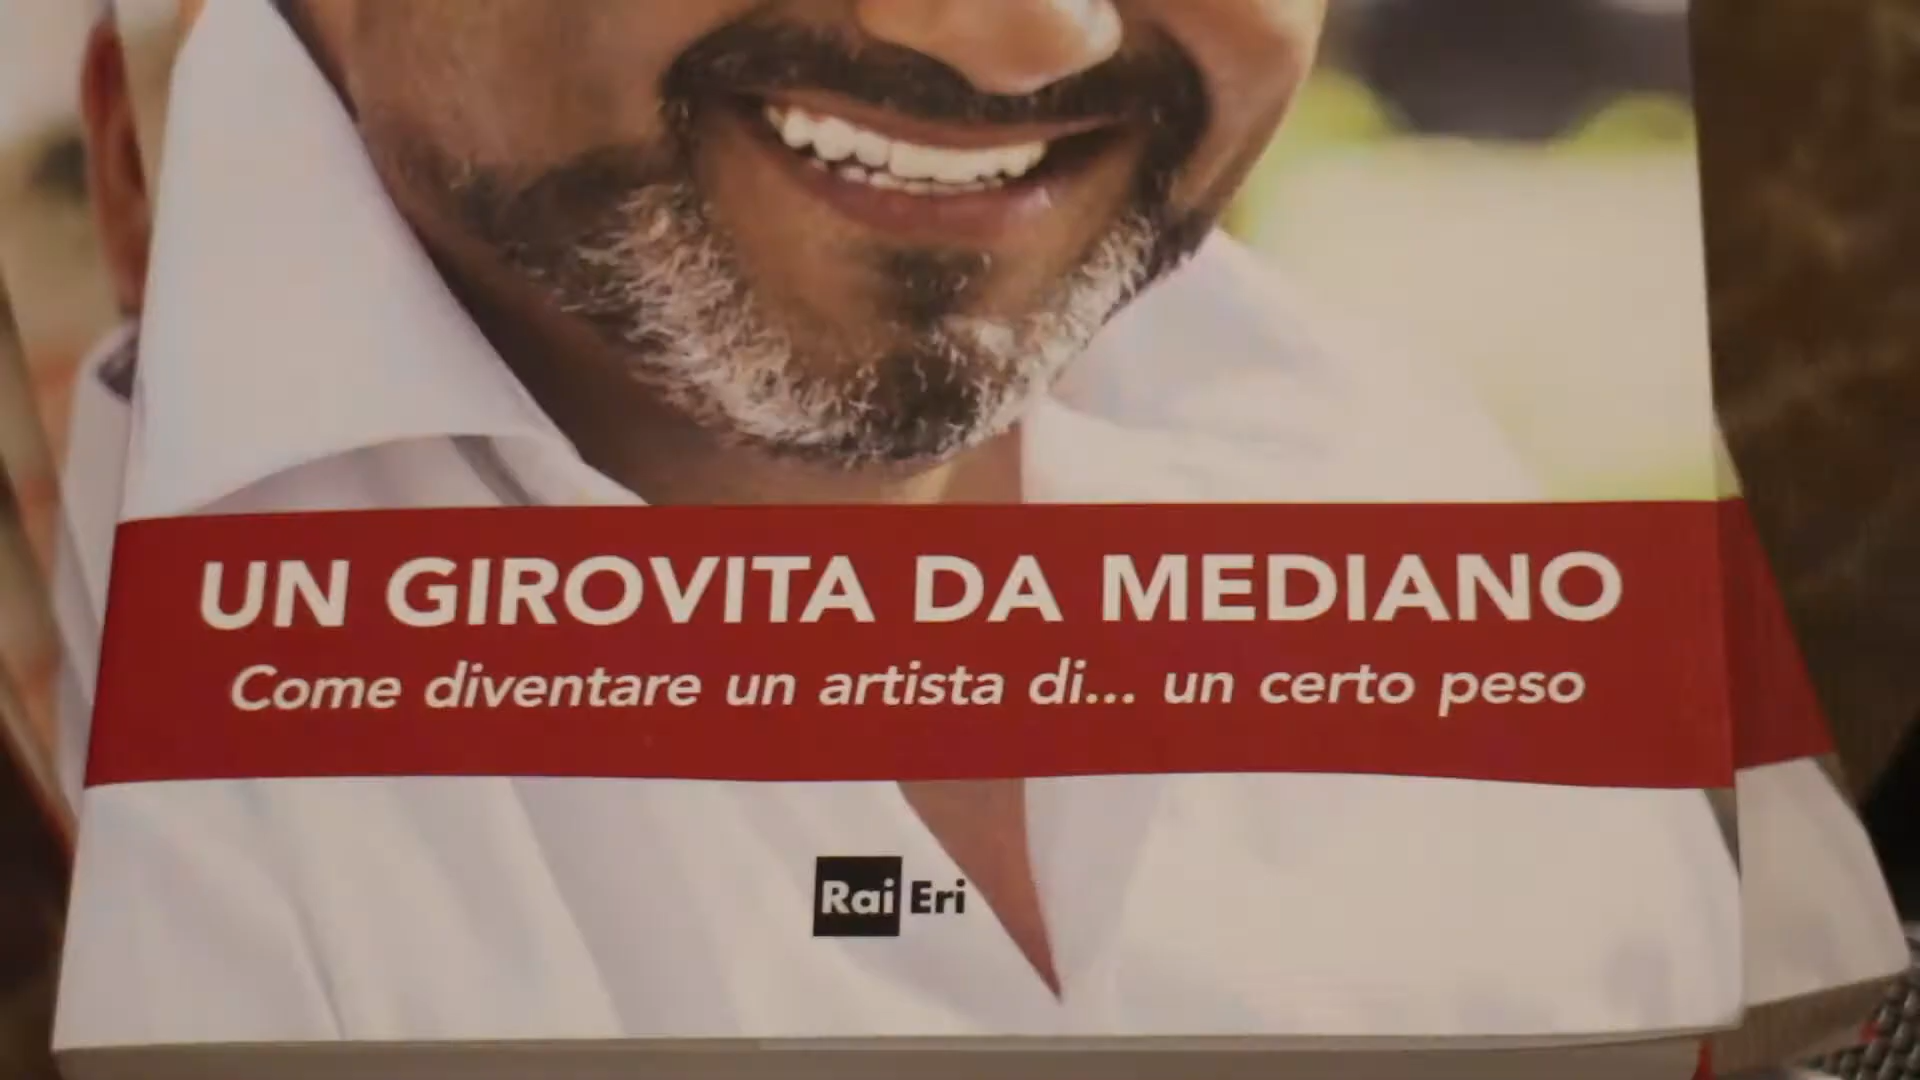 UN GIROVITA DA MEDIANO
Come diventare un artista di... un certo peso
Rai Eri